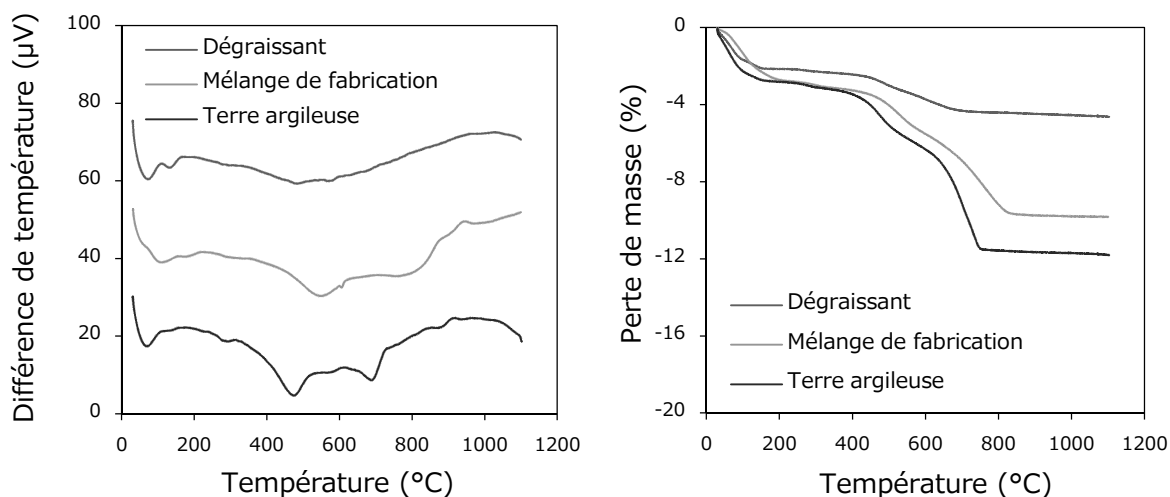 Différence de température (µV)
100
80
60
40
20
0
Dégraissant
Mélange de fabrication
Terre argileuse
0 200 400 600 800 1000 1200
Température (°C)
Perte de masse (%)
0
-4
-8
-12
-16
-20
Dégraissant
Mélange de fabrication
Terre argileuse
0 200 400 600 800 1000 1200
Température (°C)